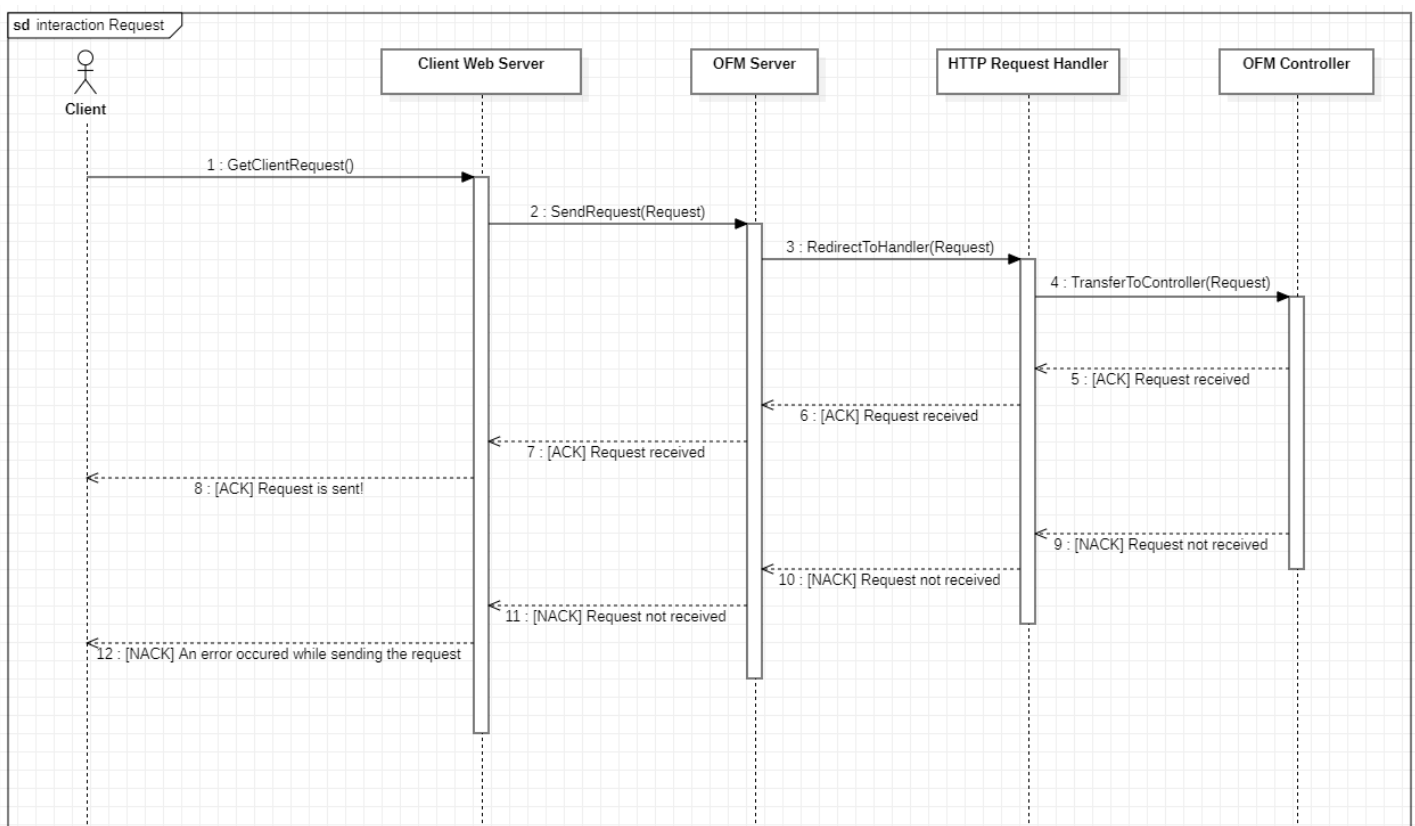 sd interaction Request
Client
Client Web Server
OFM Server
HTTP Request Handler
OFM Controller
1 : GetClientRequest()
2 : SendRequest(Request)
3 : RedirectToHandler(Request)
4 : TransferToController(Request)
5 : [ACK] Request received
6 : [ACK] Request received
7 : [ACK] Request received
8 : [ACK] Request is sent!
9 : [NACK] Request not received
10 : [NACK] Request not received
11 : [NACK] Request not received
12 : [NACK] An error occured while sending the request